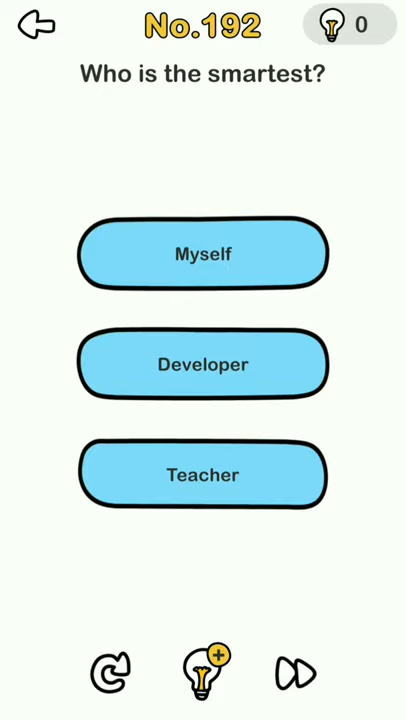 No.192
0
Who is the smartest?
Myself
Developer
Teacher